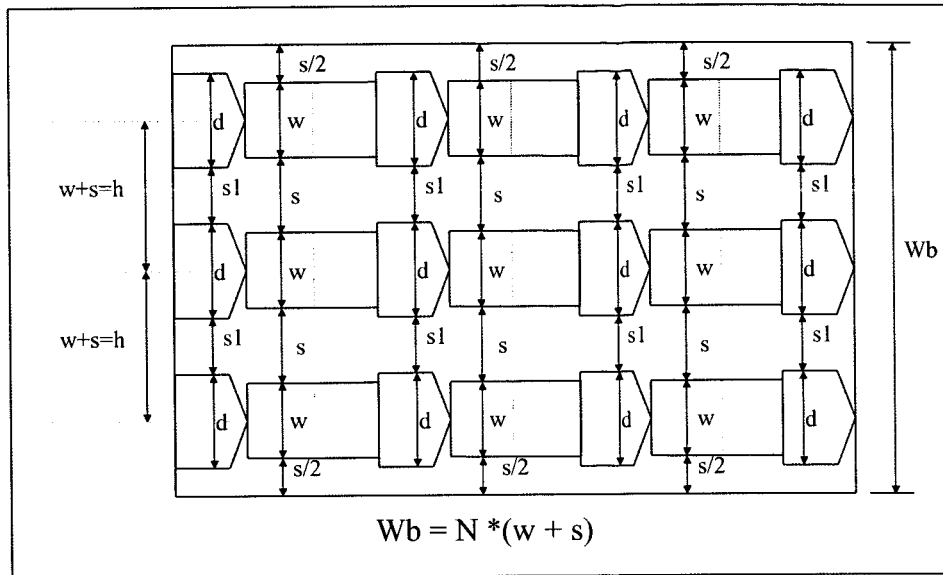 s/2 s/2 s/2
d w d w d w d
s1 s s1 s s1 s s1
w+s=h
d w d w d w d
Wb
s1 s s1 s s1 s s1
w+s=h
d w d w d w d
s/2 s/2 s/2
Wb = N *(w + s)